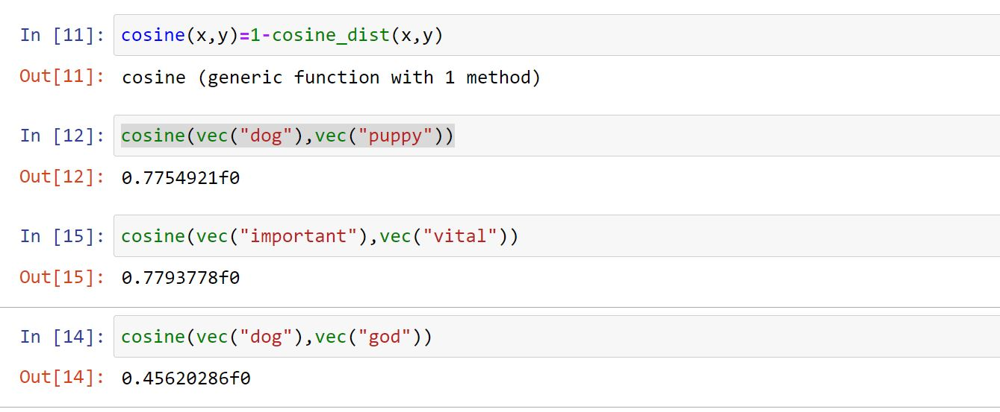 In [11]: cosine(x,y)=1-cosine_dist(x,y)
Out[11]: cosine (generic function with 1 method)
In [12]: cosine(vec("dog"),vec("puppy"))
Out[12]: 0.7754921f0
In [15]: cosine(vec("important"),vec("vital"))
Out[15]: 0.7793778f0
In [14]: cosine(vec("dog"),vec("god"))
Out[14]: 0.45620286f0